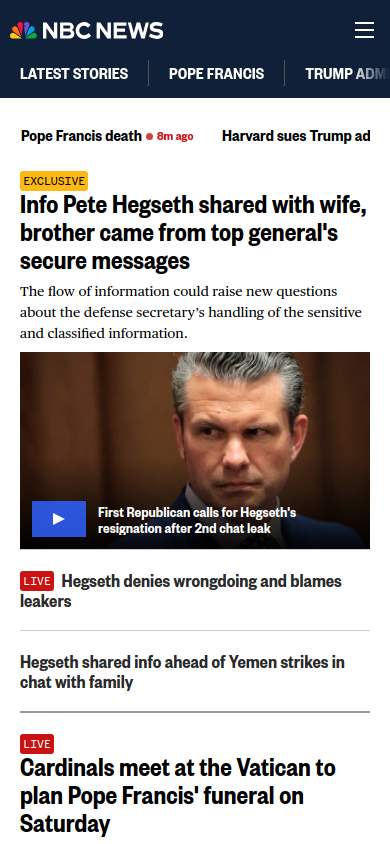 NBC NEWS
LATEST STORIES
POPE FRANCIS
TRUMP ADM
Pope Francis death
8m ago
Harvard sues Trump ad
EXCLUSIVE
Info Pete Hegseth shared with wife,
brother came from top general's
secure messages
The flow of information could raise new questions
about the defense secretary’s handling of the sensitive
and classified information.
First Republican calls for Hegseth's
resignation after 2nd chat leak
LIVE Hegseth denies wrongdoing and blames
leakers
Hegseth shared info ahead of Yemen strikes in
chat with family
LIVE
Cardinals meet at the Vatican to
plan Pope Francis' funeral on
Saturday